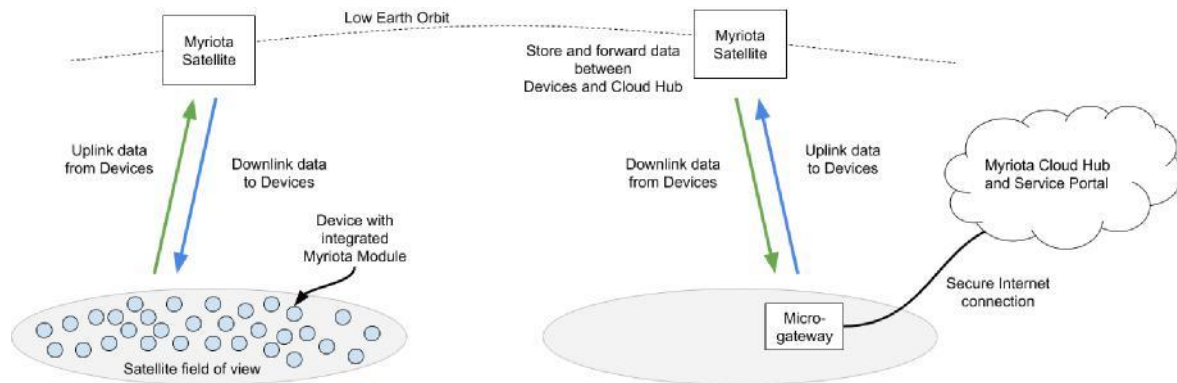 Low Earth Orbit
Myriota
Satellite
Uplink data
from Devices
Downlink data
to Devices
Device with
integrated
Myriota Module
Satellite field of view
Store and forward data
between
Devices and Cloud Hub
Myriota
Satellite
Downlink data
from Devices
Uplink data
to Devices
Myriota Cloud Hub
and Service Portal
Secure Internet
connection
Micro-
gateway